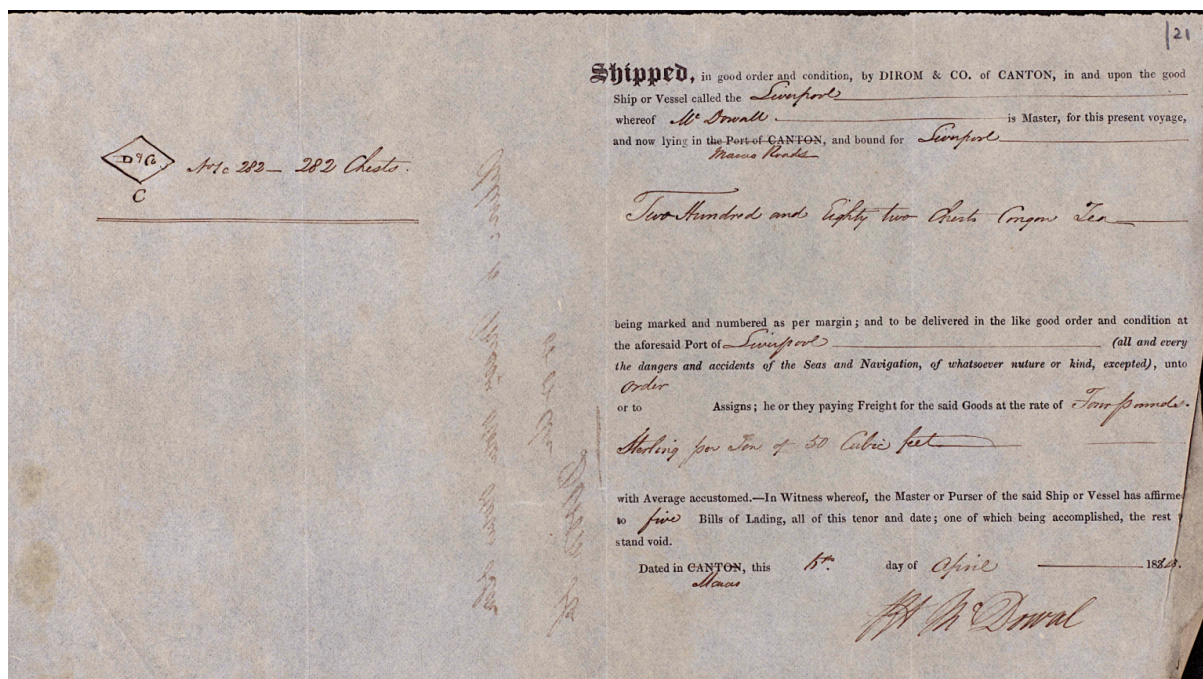 121
Shipped, in good order and condition, by DIROM & CO. of CANTON, in and upon the good
Ship or Vessel called the Liverpool
whereof Mc Dowall is Master, for this present voyage,
and now lying in the Port of CANTON, and bound for Liverpool
Macao Roads
D & Co
C
Nos 1 @ 282 — 282 Chests.
Two Hundred and Eighty two Chests Congou Tea
being marked and numbered as per margin; and to be delivered in the like good order and condition at
the aforesaid Port of Liverpool (all and every
the dangers and accidents of the Seas and Navigation, of whatsoever nuture or kind, excepted), unto
order
or to Assigns; he or they paying Freight for the said Goods at the rate of Four pounds.
Sterling per Ton of 50 Cubic feet
with Average accustomed.—In Witness whereof, the Master or Purser of the said Ship or Vessel has affirmed
to five Bills of Lading, all of this tenor and date; one of which being accomplished, the rest
stand void.
Dated in CANTON, this day of April
Macao
Mc Dowal